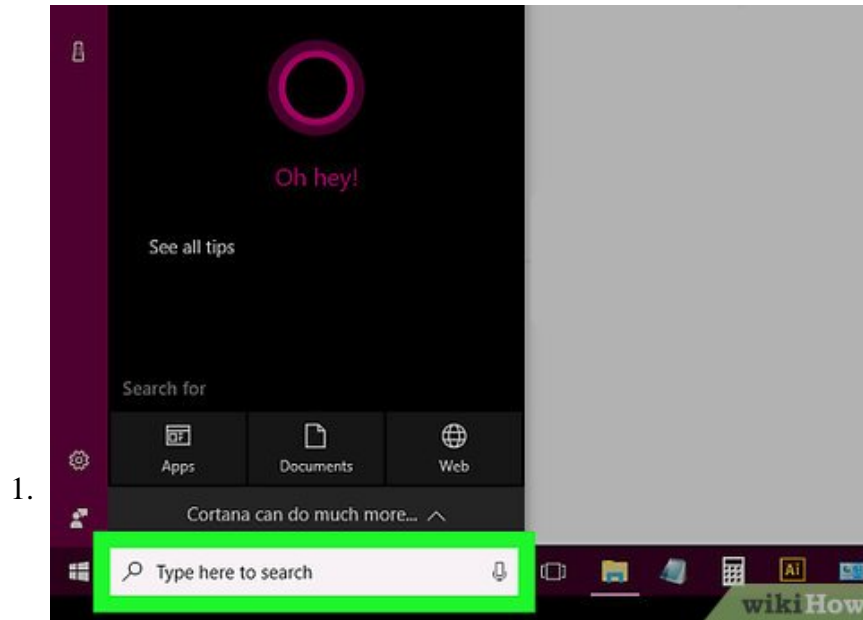 Oh hey!
See all tips
Search for
Apps Documents Web
1.
Cortana can do much more...
Type here to search
Ai
wikiHow